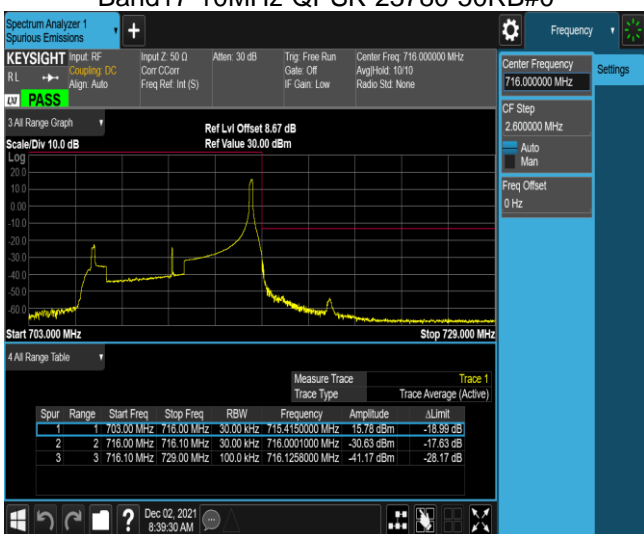 Band17-10MHz-QPSK-23780-50RB#0
Spectrum Analyzer 1
Spurious Emissions
Frequency
KEYSIGHT Input: RF Input Z: 50 Ω Atten: 30 dB Trig: Free Run Center Freq: 716.000000 MHz
RL Coupling: DC Corr CCorr Gate: Off Avg|Hold: 10/10
Align: Auto Freq Ref: Int (S) IF Gain: Low Radio Std: None
LXI PASS
Center Frequency
716.000000 MHz
Settings
CF Step
2.600000 MHz
Auto
Man
Freq Offset
0 Hz
3 All Range Graph
Ref Lvl Offset 8.67 dB
Scale/Div 10.0 dB Ref Value 30.00 dBm
Log
20.0
10.0
0.00
-10.0
-20.0
-30.0
-40.0
-50.0
-60.0
Start 703.000 MHz Stop 729.000 MHz
4 All Range Table
Measure Trace Trace 1
Trace Type Trace Average (Active)
Spur Range Start Freq Stop Freq RBW Frequency Amplitude ΔLimit
1 1 703.00 MHz 716.00 MHz 30.00 kHz 715.4150000 MHz 15.78 dBm -18.99 dB
2 2 716.00 MHz 716.10 MHz 30.00 kHz 716.0001000 MHz -30.63 dBm -17.63 dB
3 3 716.10 MHz 729.00 MHz 100.0 kHz 716.1258000 MHz -41.17 dBm -28.17 dB
?
Dec 02, 2021
8:39:30 AM